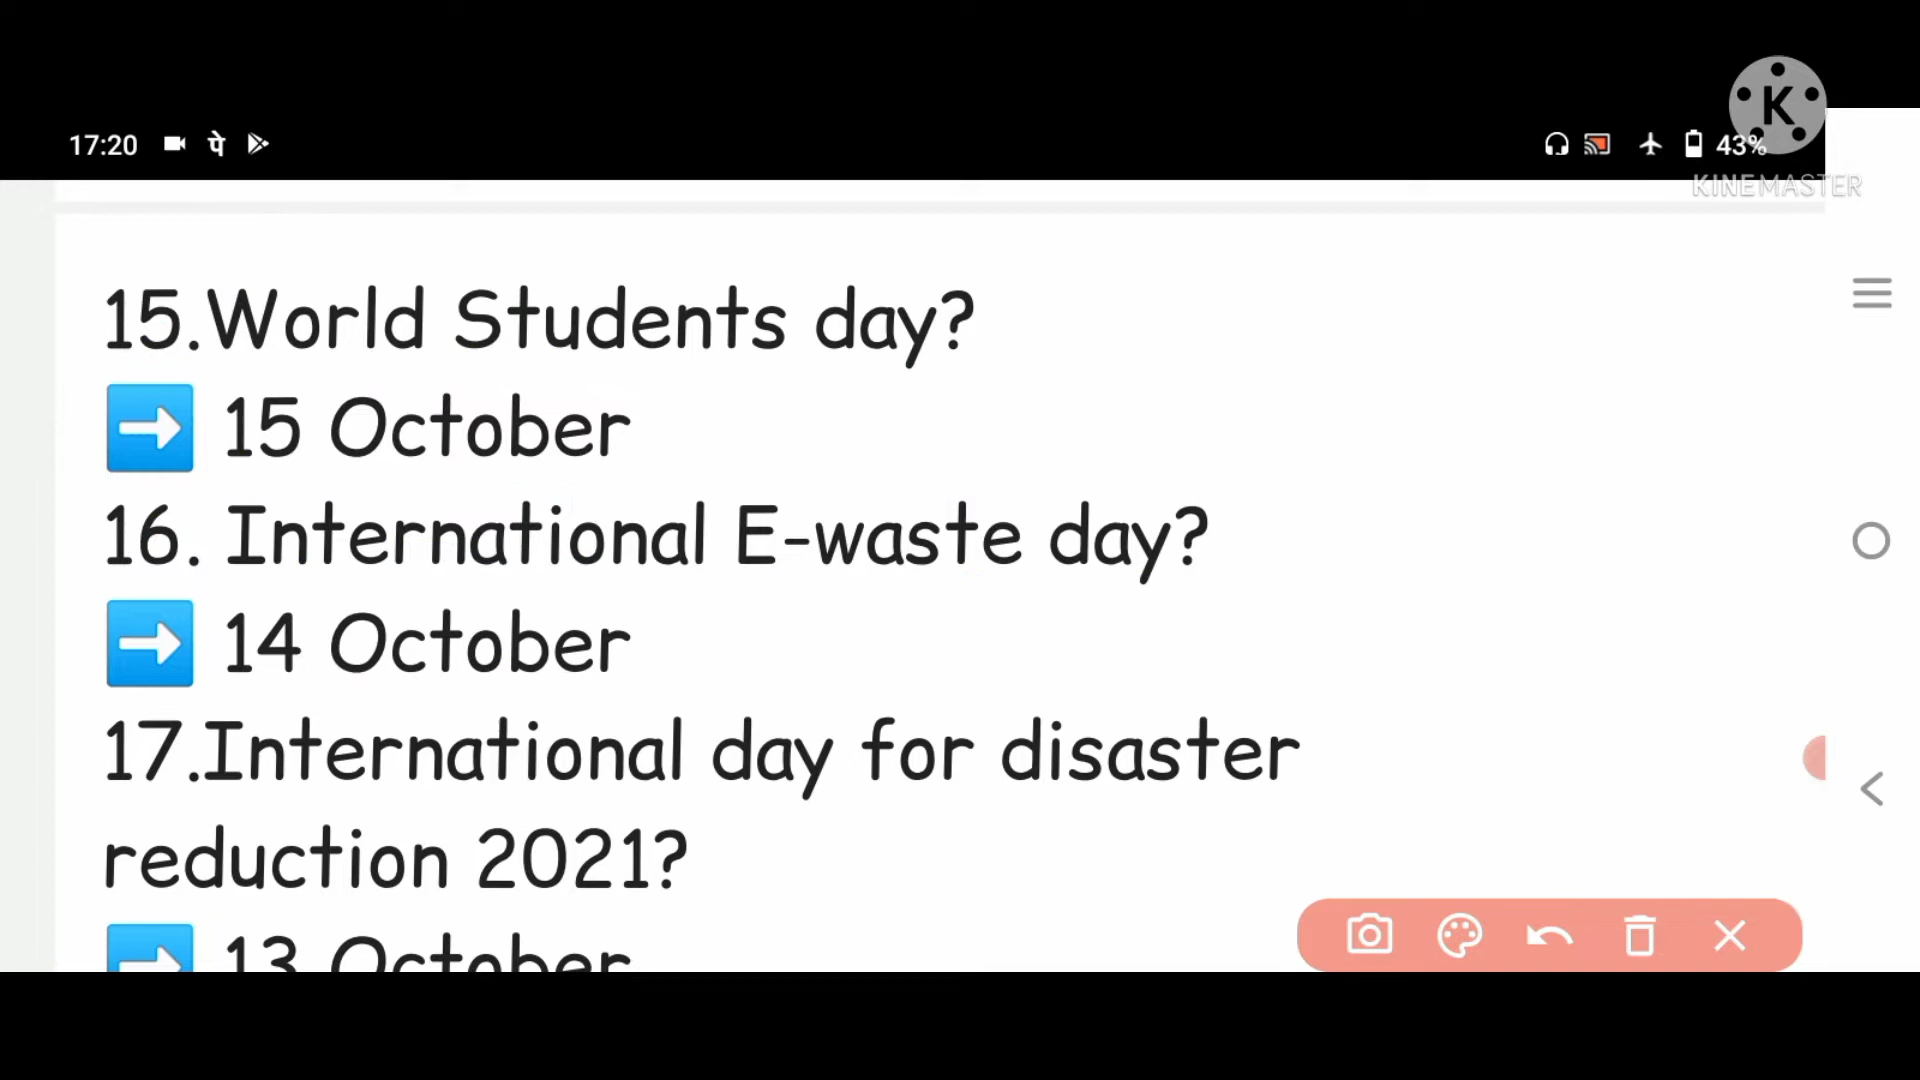 17:20 पे 43%
K
KINEMASTER
15.World Students day?
➡ 15 October
16. International E-waste day?
➡ 14 October
17.International day for disaster
reduction 2021?
➡ 13 October